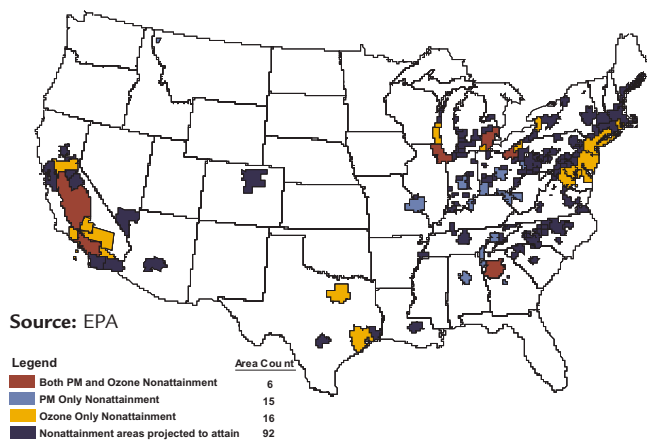 Source: EPA
Legend Area Count
Both PM and Ozone Nonattainment 6
PM Only Nonattainment 15
Ozone Only Nonattainment 16
Nonattainment areas projected to attain 92